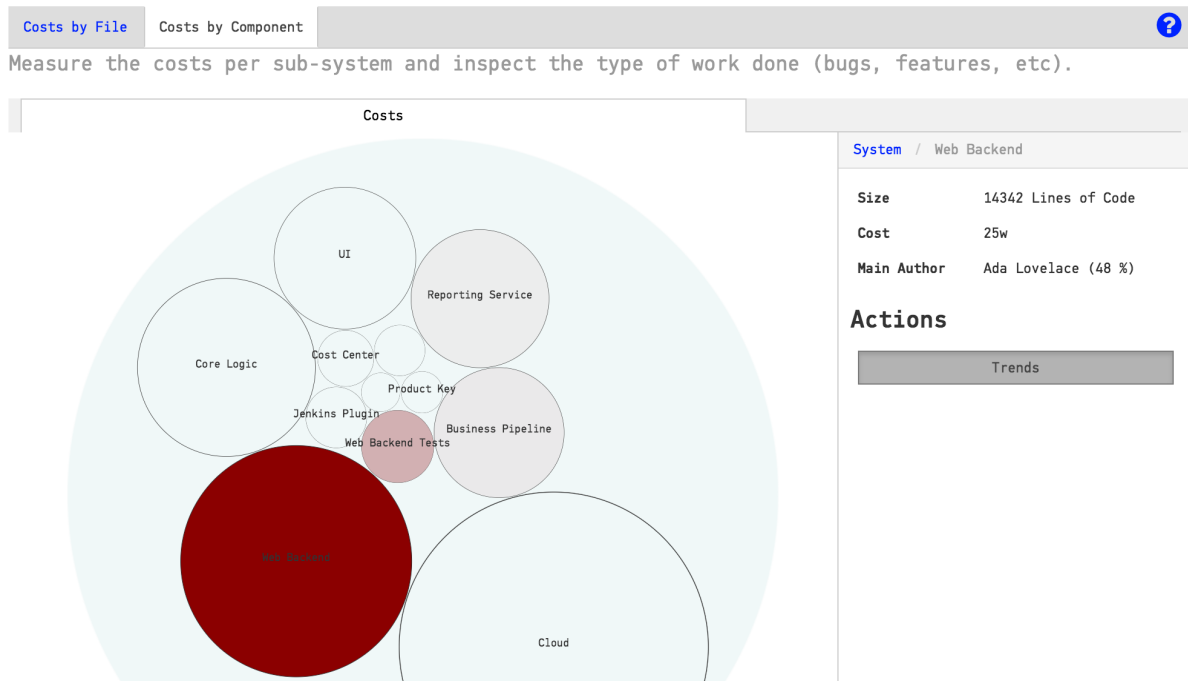 Costs by File
Costs by Component
?
Measure the costs per sub-system and inspect the type of work done (bugs, features, etc).
Costs
System / Web Backend
Size 14342 Lines of Code
Cost 25w
Main Author Ada Lovelace (48 %)
Actions
Trends
UI
Reporting Service
Cost Center
Core Logic
Product Key
Jenkins Plugin
Business Pipeline
Web Backend Tests
Web Backend
Cloud